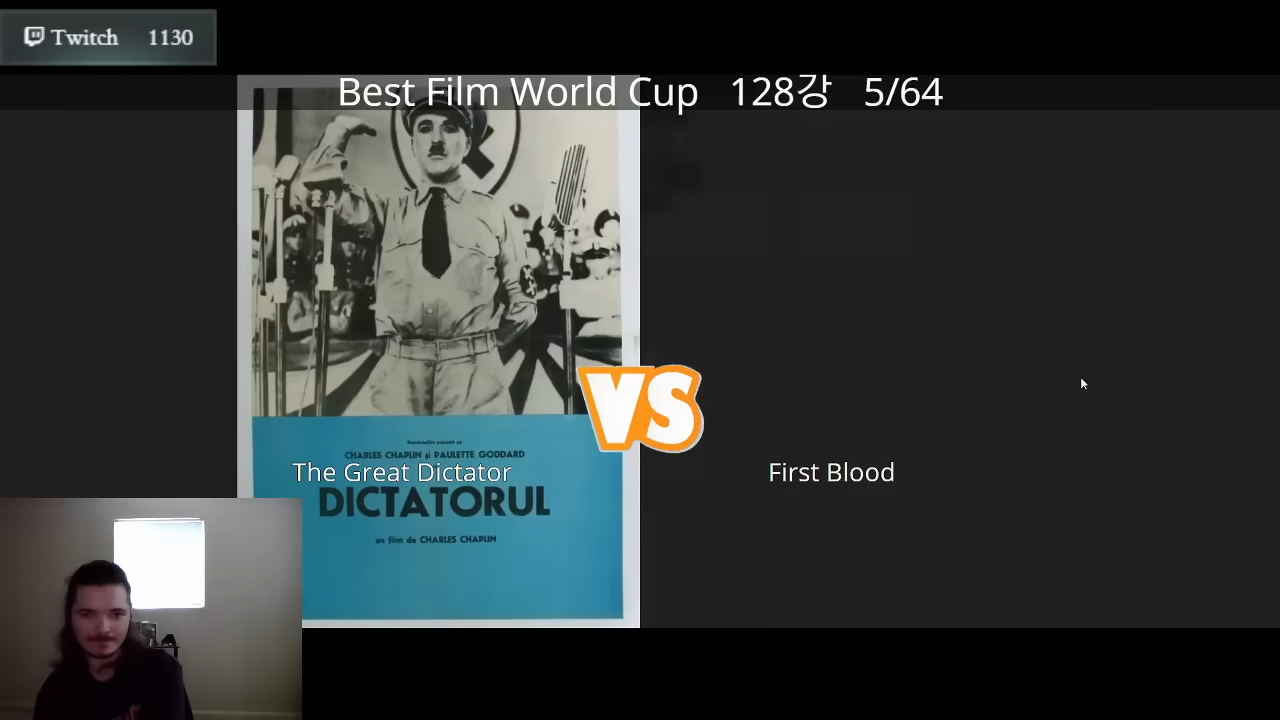 Twitch 1130
Best Film World Cup 128강 5/64
VS
CHARLES CHAPLIN și PAULETTE GODDARD
The Great Dictator
First Blood
DICTATORUL
un film de CHARLES CHAPLIN